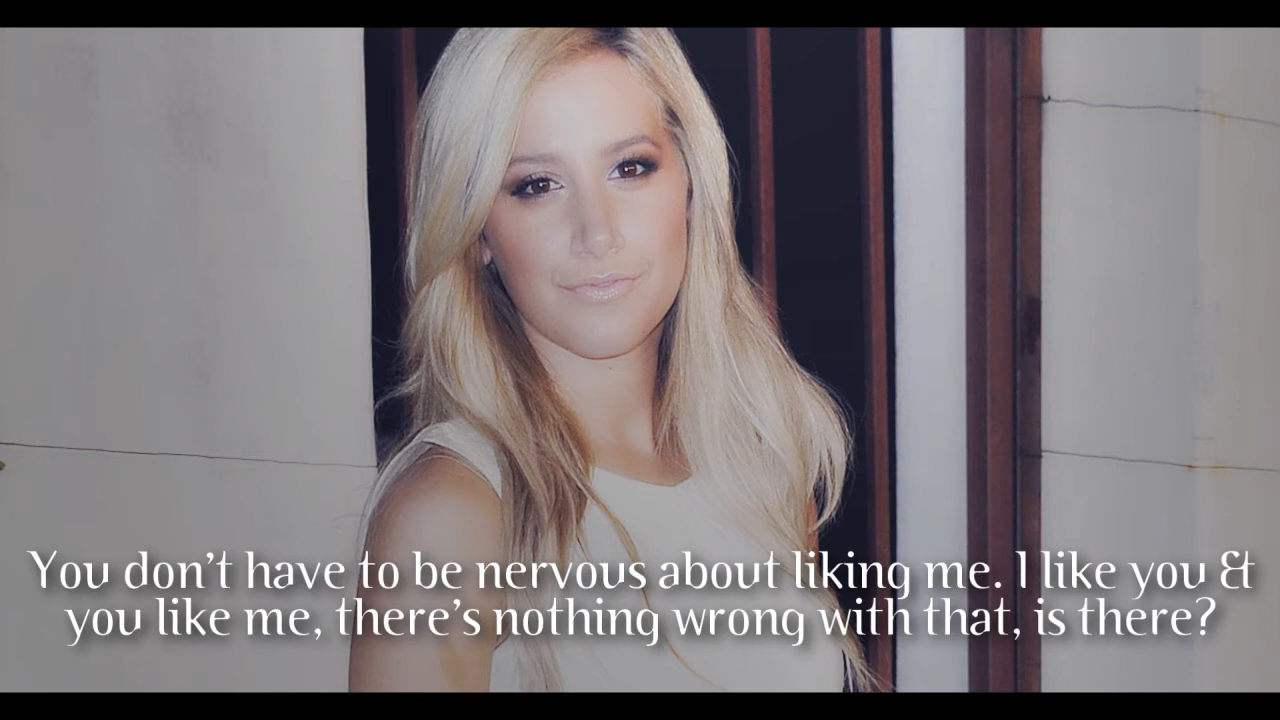 You don't have to be nervous about liking me. I like you &
you like me, there's nothing wrong with that, is there?